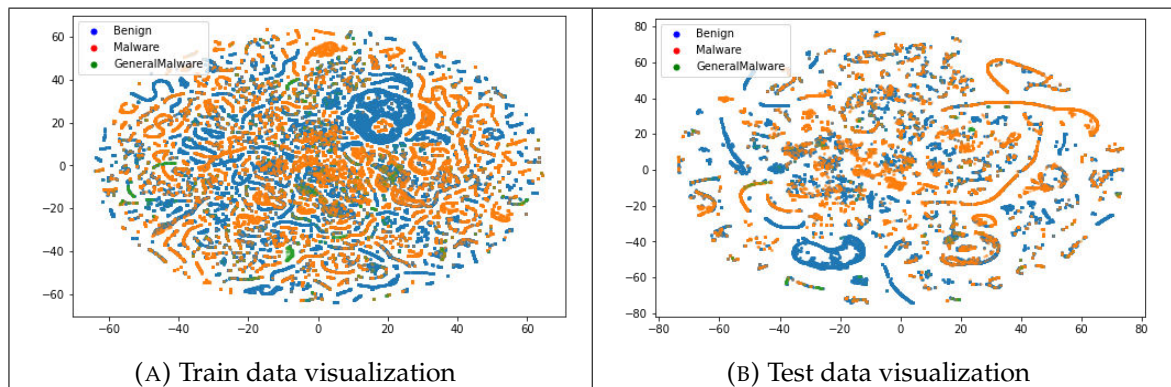 Benign
Malware
GeneralMalware
60
40
20
0
−20
−40
−60
−60 −40 −20 0 20 40 60
(A) Train data visualization
Benign
Malware
GeneralMalware
80
60
40
20
0
−20
−40
−60
−80
−80 −60 −40 −20 0 20 40 60 80
(B) Test data visualization